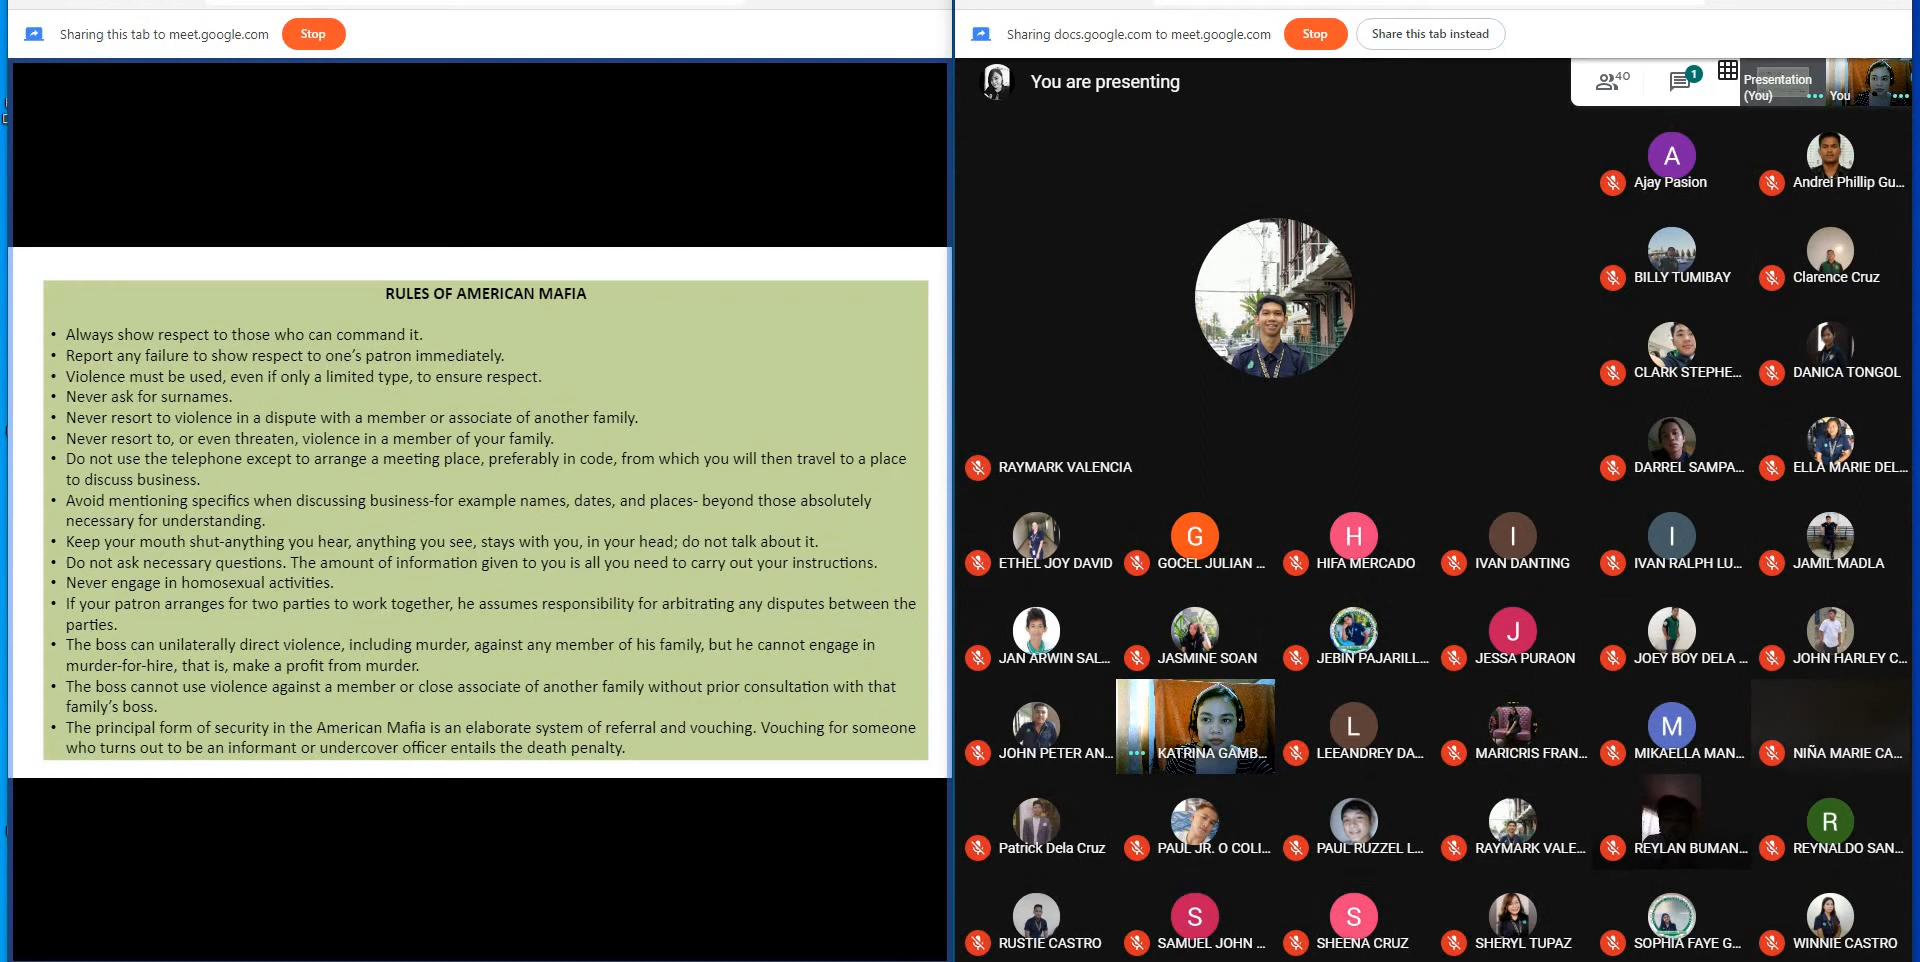 Sharing this tab to meet.google.com
Stop
RULES OF AMERICAN MAFIA
• Always show respect to those who can command it.
• Report any failure to show respect to one's patron immediately.
• Violence must be used, even if only a limited type, to ensure respect.
• Never ask for surnames.
• Never resort to violence in a dispute with a member or associate of another family.
• Never resort to, or even threaten, violence in a member of your family.
• Do not use the telephone except to arrange a meeting place, preferably in code, from which you will then travel to a place
to discuss business.
• Avoid mentioning specifics when discussing business-for example names, dates, and places- beyond those absolutely
necessary for understanding.
• Keep your mouth shut-anything you hear, anything you see, stays with you, in your head; do not talk about it.
• Do not ask necessary questions. The amount of information given to you is all you need to carry out your instructions.
• Never engage in homosexual activities.
• If your patron arranges for two parties to work together, he assumes responsibility for arbitrating any disputes between the
parties.
• The boss can unilaterally direct violence, including murder, against any member of his family, but he cannot engage in
murder-for-hire, that is, make a profit from murder.
• The boss cannot use violence against a member or close associate of another family without prior consultation with that
family's boss.
• The principal form of security in the American Mafia is an elaborate system of referral and vouching. Vouching for someone
who turns out to be an informant or undercover officer entails the death penalty.
Sharing docs.google.com to meet.google.com
Stop
Share this tab instead
You are presenting
40
1
Presentation
(You)
You
A
Ajay Pasion
Andrei Phillip Gu...
BILLY TUMIBAY
Clarence Cruz
CLARK STEPHE...
DANICA TONGOL
RAYMARK VALENCIA
DARREL SAMPA...
ELLA MARIE DEL...
G
H
I
I
ETHEL JOY DAVID
GOCEL JULIAN ...
HIFA MERCADO
IVAN DANTING
IVAN RALPH LU...
JAMIL MADLA
J
JAN ARWIN SAL...
JASMINE SOAN
JEBIN PAJARILL...
JESSA PURAON
JOEY BOY DELA ...
JOHN HARLEY C...
L
M
JOHN PETER AN...
KATRINA GAMB...
LEEANDREY DA...
MARICRIS FRAN...
MIKAELLA MAN...
NIÑA MARIE CA...
R
Patrick Dela Cruz
PAUL JR. O COLI...
PAUL RUZZEL L...
RAYMARK VALE...
REYLAN BUMAN...
REYNALDO SAN...
S
S
RUSTIE CASTRO
SAMUEL JOHN ...
SHEENA CRUZ
SHERYL TUPAZ
SOPHIA FAYE G...
WINNIE CASTRO